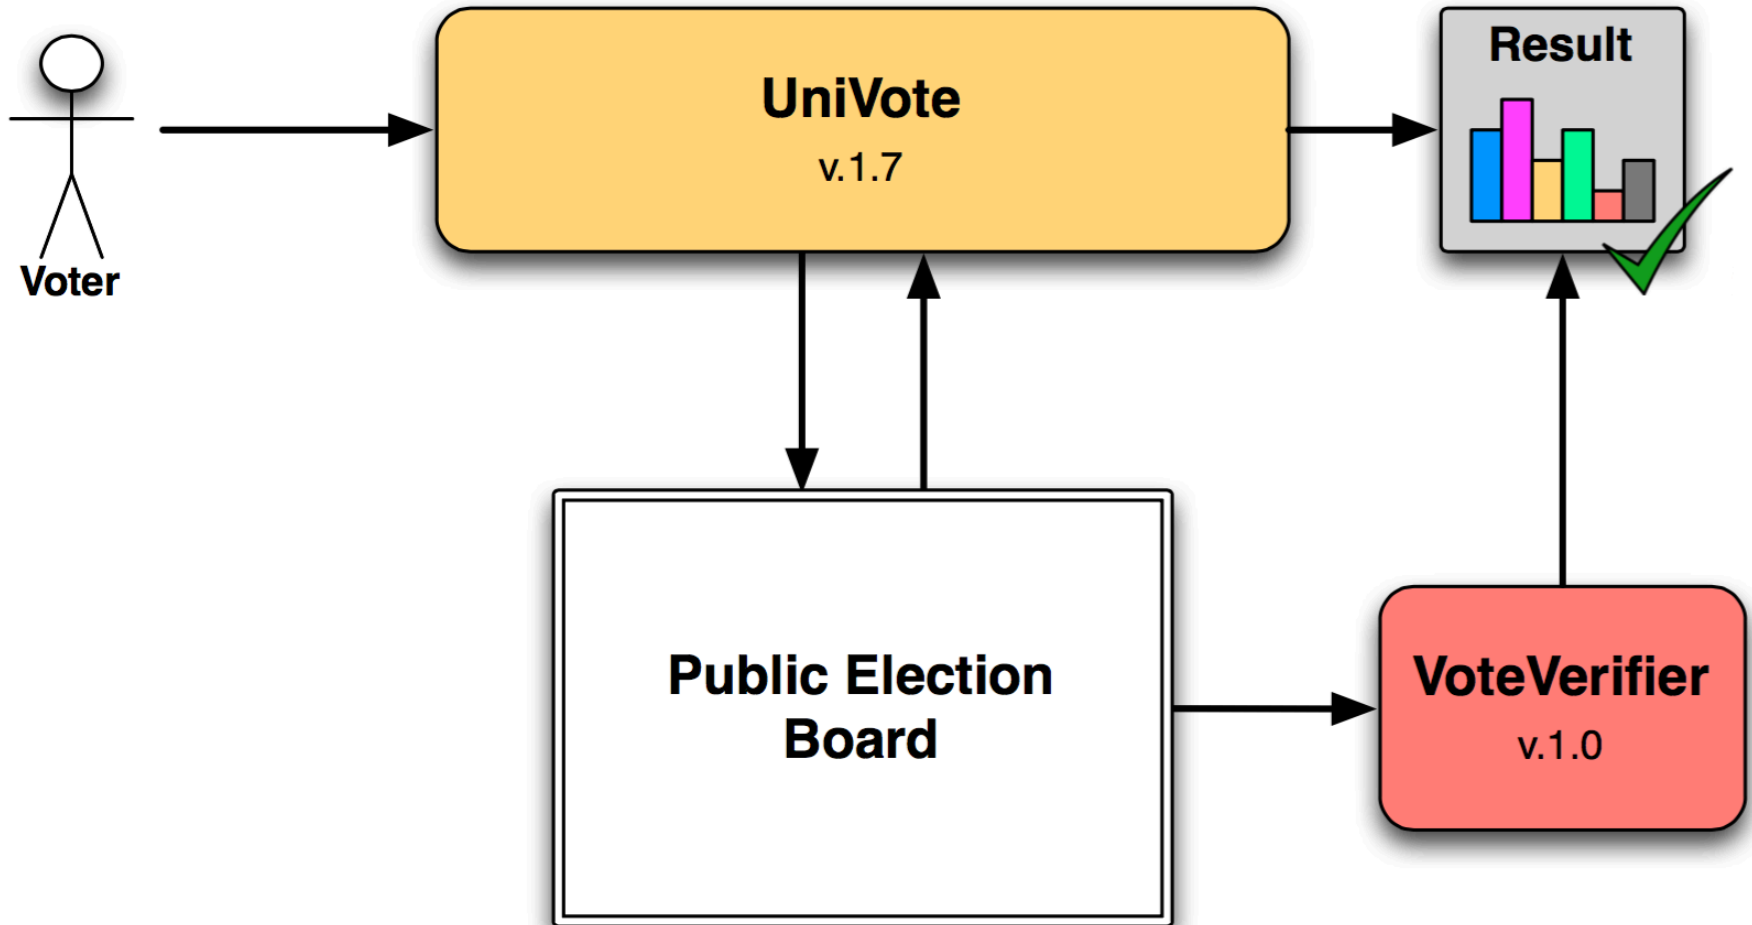 Voter
UniVote
v.1.7
Result
Public Election
Board
VoteVerifier
v.1.0